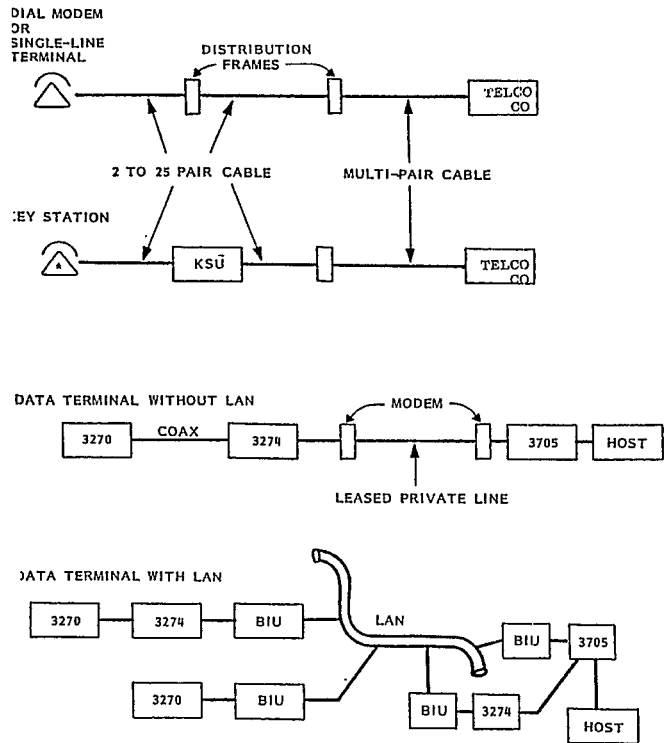 DIAL MODEM
OR
SINGLE-LINE
TERMINAL
DISTRIBUTION
FRAMES
TELCO
CO
2 TO 25 PAIR CABLE
MULTI-PAIR CABLE
KEY STATION
KSU
TELCO
CO
DATA TERMINAL WITHOUT LAN
MODEM
3270
COAX
3274
3705
HOST
LEASED PRIVATE LINE
DATA TERMINAL WITH LAN
3270
3274
BIU
LAN
BIU
3705
3270
BIU
BIU
3274
HOST